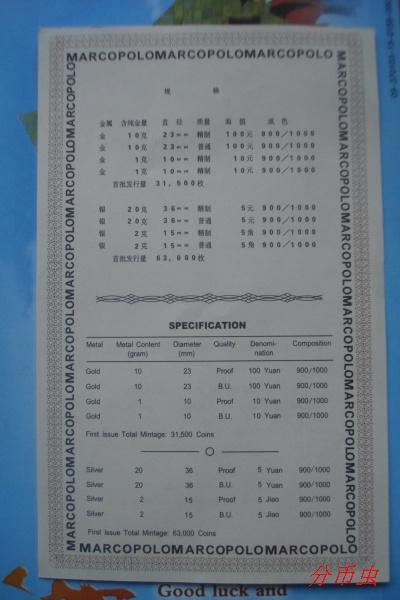 MARCOPOLOMARCOPOLOMARCOPOLO
规 格
金属 含纯金量 直径 质量 面值 成色
金 10克 23mm 精制 100元 900/1000
金 10克 23mm 普通 100元 900/1000
金 1克 10mm 精制 10元 900/1000
金 1克 10mm 普通 10元 900/1000
首批发行量 31,500枚
银 20克 36mm 精制 5元 900/1000
银 20克 36mm 普通 5元 900/1000
银 2克 15mm 精制 5角 900/1000
银 2克 15mm 普通 5角 900/1000
首批发行量 63,000枚
SPECIFICATION
Metal Metal Content Diameter Quality Denomi- Composition
(gram) (mm) nation
Gold 10 23 Proof 100 Yuan 900/1000
Gold 10 23 B.U. 100 Yuan 900/1000
Gold 1 10 Proof 10 Yuan 900/1000
Gold 1 10 B.U. 10 Yuan 900/1000
First Issue Total Mintage: 31,500 Coins
Silver 20 36 Proof 5 Yuan 900/1000
Silver 20 36 B.U. 5 Yuan 900/1000
Silver 2 15 Proof 5 Jiao 900/1000
Silver 2 15 B.U. 5 Jiao 900/1000
First Issue Total Mintage: 63,000 Coins
MARCOPOLOMARCOPOLOMARCOPOLO
Good luck and
分币虫